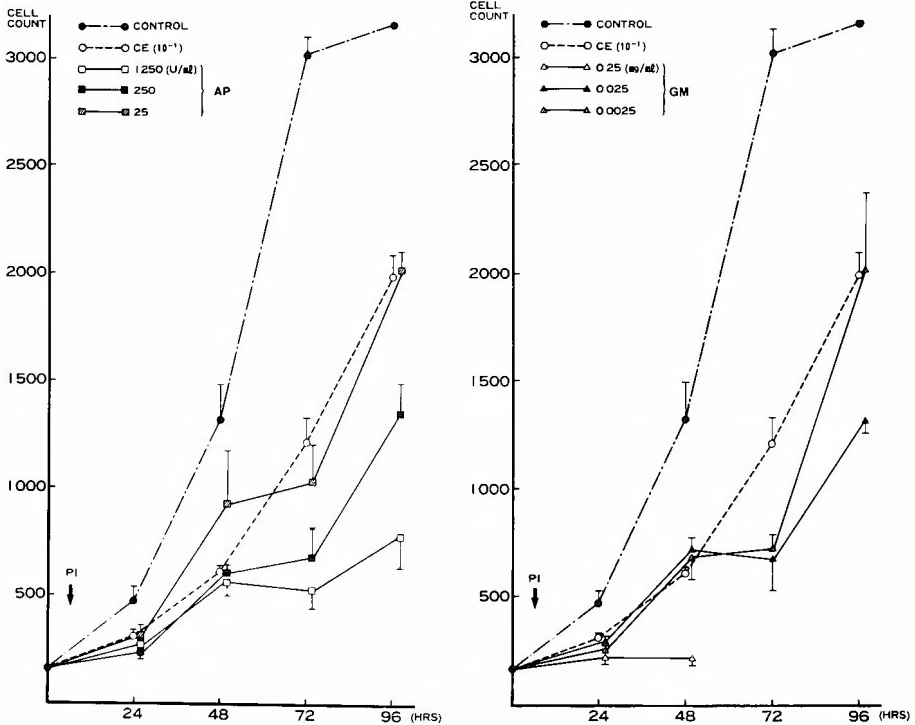 CELL
COUNT
CONTROL
CE (10⁻¹)
1250 (U/ml)
250
25
AP
3000
2500
2000
1500
1000
500
PI
24
48
72
96 (HRS)
CELL
COUNT
CONTROL
CE (10⁻¹)
0.25 (mg/ml)
0.025
0.0025
GM
3000
2500
2000
1500
1000
500
PI
24
48
72
96 (HRS)